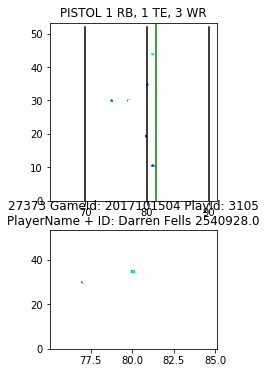 PISTOL 1 RB, 1 TE, 3 WR
50
40
30
20
10
0
70 80 90
27373 GameId: 2017101504 PlayId: 3105
PlayerName + ID: Darren Fells 2540928.0
40
20
0
77.5 80.0 82.5 85.0